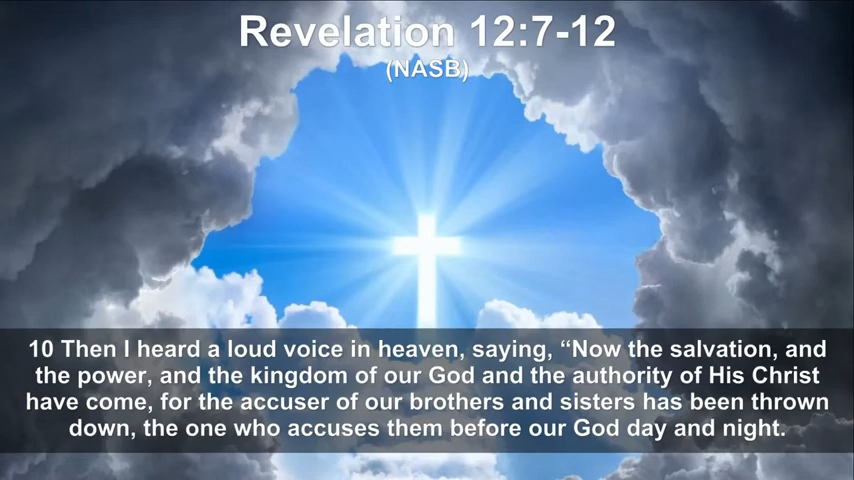 Revelation 12:7-12
(NASB)
10 Then I heard a loud voice in heaven, saying, “Now the salvation, and
the power, and the kingdom of our God and the authority of His Christ
have come, for the accuser of our brothers and sisters has been thrown
down, the one who accuses them before our God day and night.